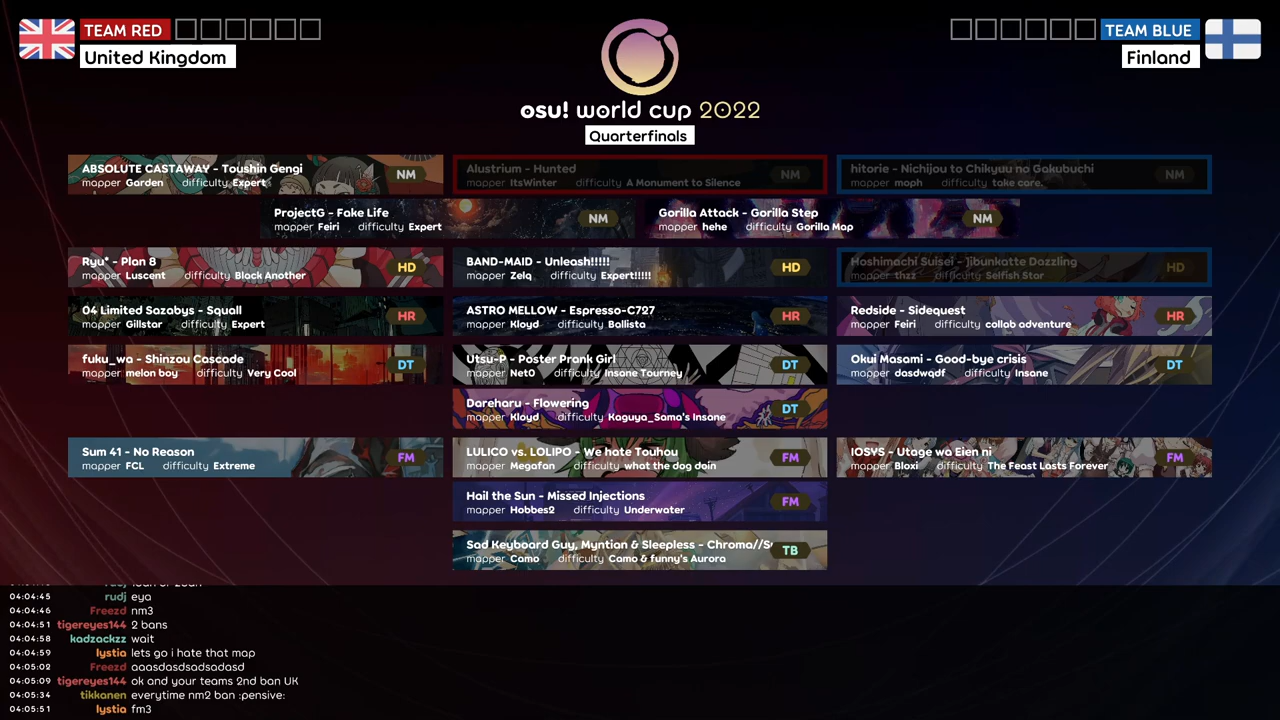 TEAM RED
United Kingdom
TEAM BLUE
Finland
osu! world cup 2022
Quarterfinals
ABSOLUTE CASTAWAY - Toushin Gengi
mapper Garden difficulty Expert
NM
Alustrium - Hunted
mapper ItsWinter difficulty A Monument to Silence
NM
hitorie - Nichijou to Chikyuu no Gakubuchi
mapper moph difficulty take care.
NM
ProjectG - Fake Life
mapper Feiri difficulty Expert
NM
Gorilla Attack - Gorilla Step
mapper hehe difficulty Gorilla Map
NM
Ryu* - Plan 8
mapper Luscent difficulty Black Another
HD
BAND-MAID - Unleash!!!!!
mapper Zelq difficulty Expert!!!!!
HD
Hoshimachi Suisei - Jibunkatte Dazzling
mapper thzz difficulty Selfish Star
HD
04 Limited Sazabys - Squall
mapper Gillstar difficulty Expert
HR
ASTRO MELLOW - Espresso-C727
mapper Kloyd difficulty Ballista
HR
Redside - Sidequest
mapper Feiri difficulty collab adventure
HR
fuku_wa - Shinzou Cascade
mapper melon boy difficulty Very Cool
DT
Utsu-P - Poster Prank Girl
mapper Net0 difficulty Insane Tourney
DT
Okui Masami - Good-bye crisis
mapper dasdwqdf difficulty Insane
DT
Dareharu - Flowering
mapper Kloyd difficulty Kaguya_Sama's Insane
DT
Sum 41 - No Reason
mapper FCL difficulty Extreme
FM
LULICO vs. LOLIPO - We hate Touhou
mapper Megafan difficulty what the dog doin
FM
IOSYS - Utage wa Eien ni
mapper Bloxi difficulty The Feast Lasts Forever
FM
Hail the Sun - Missed Injections
mapper Hobbes2 difficulty Underwater
FM
Sad Keyboard Guy, Myntian & Sleepless - Chroma//S
mapper Camo difficulty Camo & funny's Aurora
TB
04:04:45 rudj eya
04:04:46 Freezd nm3
04:04:51 tigereyes144 2 bans
04:04:58 kadzackzz wait
04:04:59 lystia lets go i hate that map
04:05:02 Freezd aaasdasdsadsadasd
04:05:09 tigereyes144 ok and your teams 2nd ban UK
04:05:34 tikkanen everytime nm2 ban :pensive:
04:05:51 lystia fm3